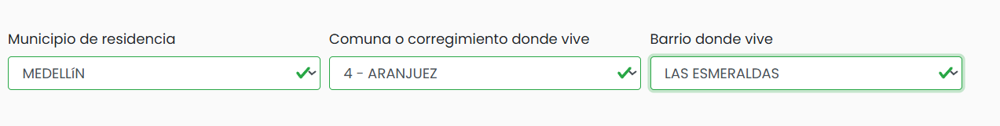 Municipio de residencia
Comuna o corregimiento donde vive
Barrio donde vive
MEDELLíN
4 - ARANJUEZ
LAS ESMERALDAS